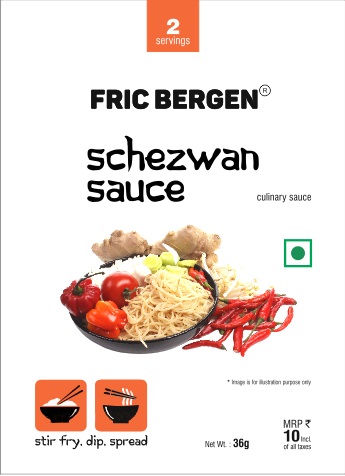 2
servings
FRIC BERGEN®
schezwan
sauce
culinary sauce
* Image is for illustration purpose only
stir fry. dip. spread
Net Wt. : 36g
MRP ₹
10 Incl.
of all taxes